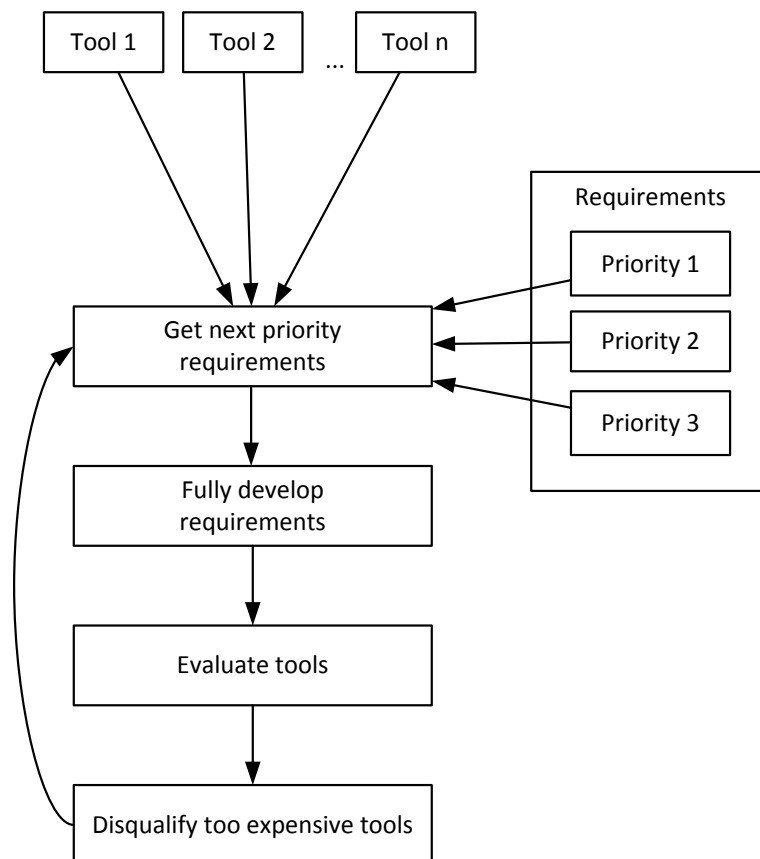 Tool 1
Tool 2
...
Tool n
Requirements
Priority 1
Priority 2
Priority 3
Get next priority
requirements
Fully develop
requirements
Evaluate tools
Disqualify too expensive tools